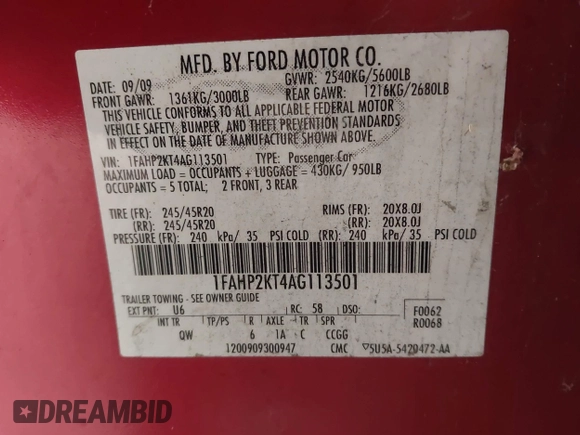 MFD. BY FORD MOTOR CO.
DATE: 09/09 GVWR: 2540KG/5600LB
FRONT GAWR: 1361KG/3000LB REAR GAWR: 1216KG/2680LB
THIS VEHICLE CONFORMS TO ALL APPLICABLE FEDERAL MOTOR
VEHICLE SAFETY, BUMPER, AND THEFT PREVENTION STANDARDS
IN EFFECT ON THE DATE OF MANUFACTURE SHOWN ABOVE.
VIN: 1FAHP2KT4AG113501 TYPE: Passenger Car
MAXIMUM LOAD = OCCUPANTS + LUGGAGE = 430KG/ 950LB
OCCUPANTS = 5 TOTAL; 2 FRONT, 3 REAR
TIRE (FR): 245/45R20 RIMS (FR): 20X8.0J
(RR): 245/45R20 (RR): 20X8.0J
PRESSURE (FR): 240 kPa/ 35 PSI COLD (RR): 240 kPa/ 35 PSI COLD
1FAHP2KT4AG113501
TRAILER TOWING - SEE OWNER GUIDE
EXT PNT: U6 RC: 58 DSO: F0062
INT TR TP/PS R AXLE TR SPR R0068
QW 6 1A C CCGG
1200909300947 CMC ▽5U5A-5420472-AA
DREAMBID